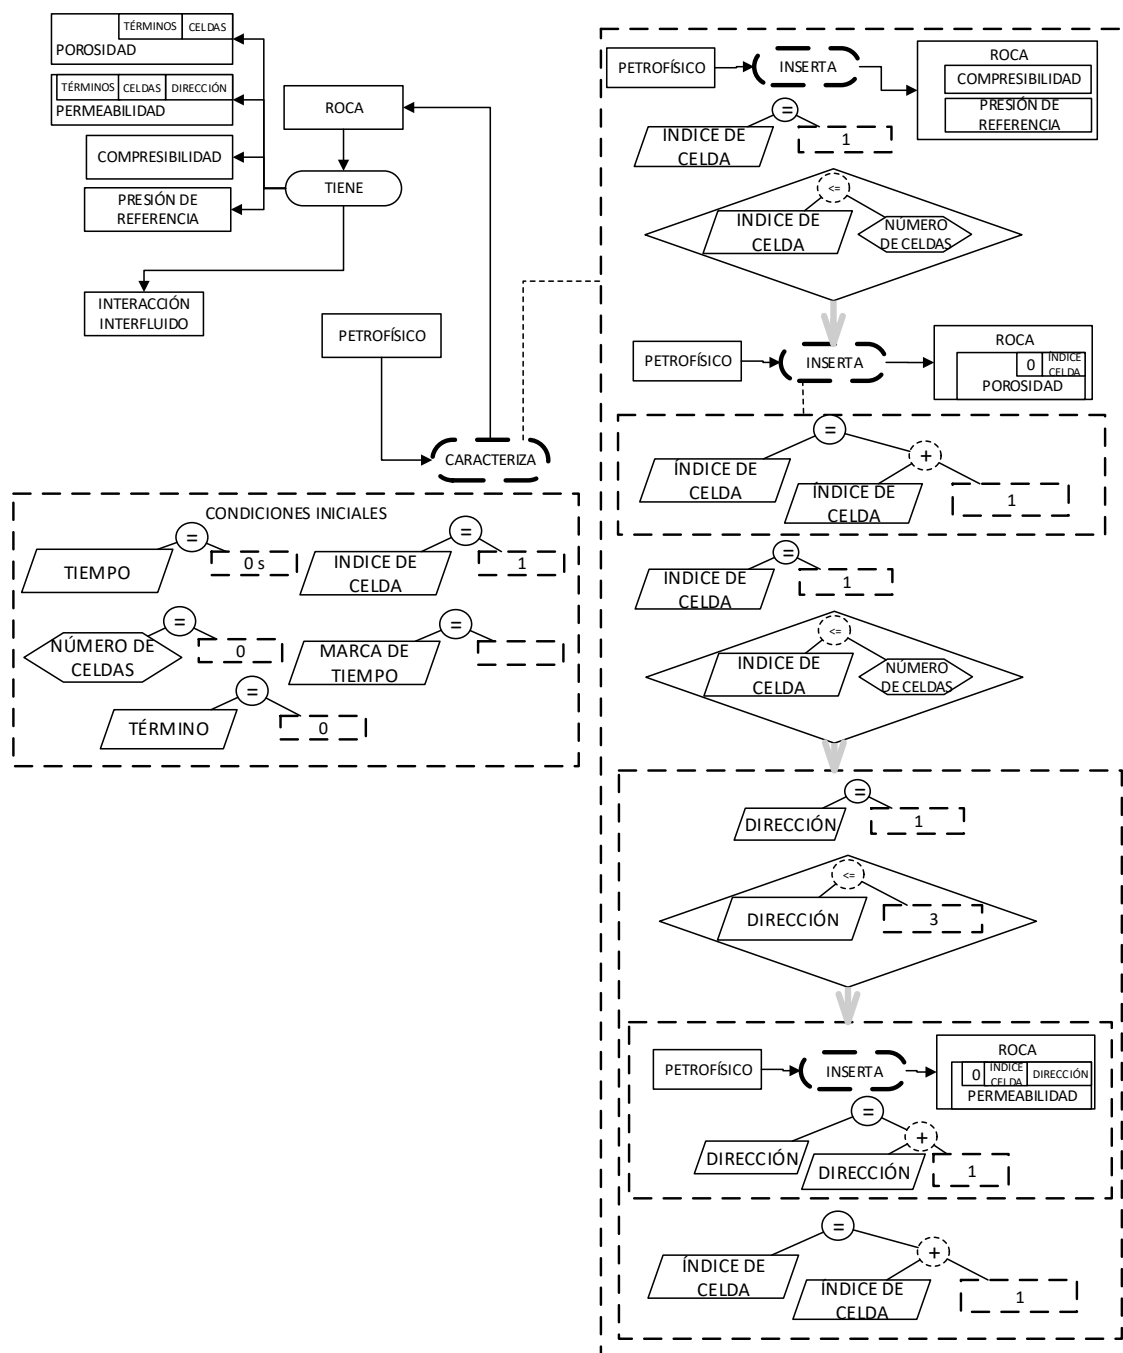 TÉRMINOS CELDAS
POROSIDAD
TÉRMINOS CELDAS DIRECCIÓN
PERMEABILIDAD
COMPRESIBILIDAD
PRESIÓN DE
REFERENCIA
ROCA
TIENE
INTERACCIÓN
INTERFLUIDO
PETROFÍSICO
CARACTERIZA
CONDICIONES INICIALES
=
TIEMPO
0 s
=
INDICE DE
CELDA
1
=
NÚMERO DE
CELDAS
0
=
MARCA DE
TIEMPO
=
TÉRMINO
0
PETROFÍSICO
INSERTA
ROCA
COMPRESIBILIDAD
PRESIÓN DE
REFERENCIA
=
INDICE DE
CELDA
1
<=
INDICE DE
CELDA
NÚMERO
DE CELDAS
PETROFÍSICO
INSERTA
ROCA
0 ÍNDICE
CELDA
POROSIDAD
=
ÍNDICE DE
CELDA
+
ÍNDICE DE
CELDA
1
=
INDICE DE
CELDA
1
<=
INDICE DE
CELDA
NÚMERO
DE CELDAS
=
DIRECCIÓN
1
<=
DIRECCIÓN
3
PETROFÍSICO
INSERTA
ROCA
0 ÍNDICE
CELDA DIRECCIÓN
PERMEABILIDAD
=
DIRECCIÓN
+
DIRECCIÓN
1
=
ÍNDICE DE
CELDA
+
ÍNDICE DE
CELDA
1